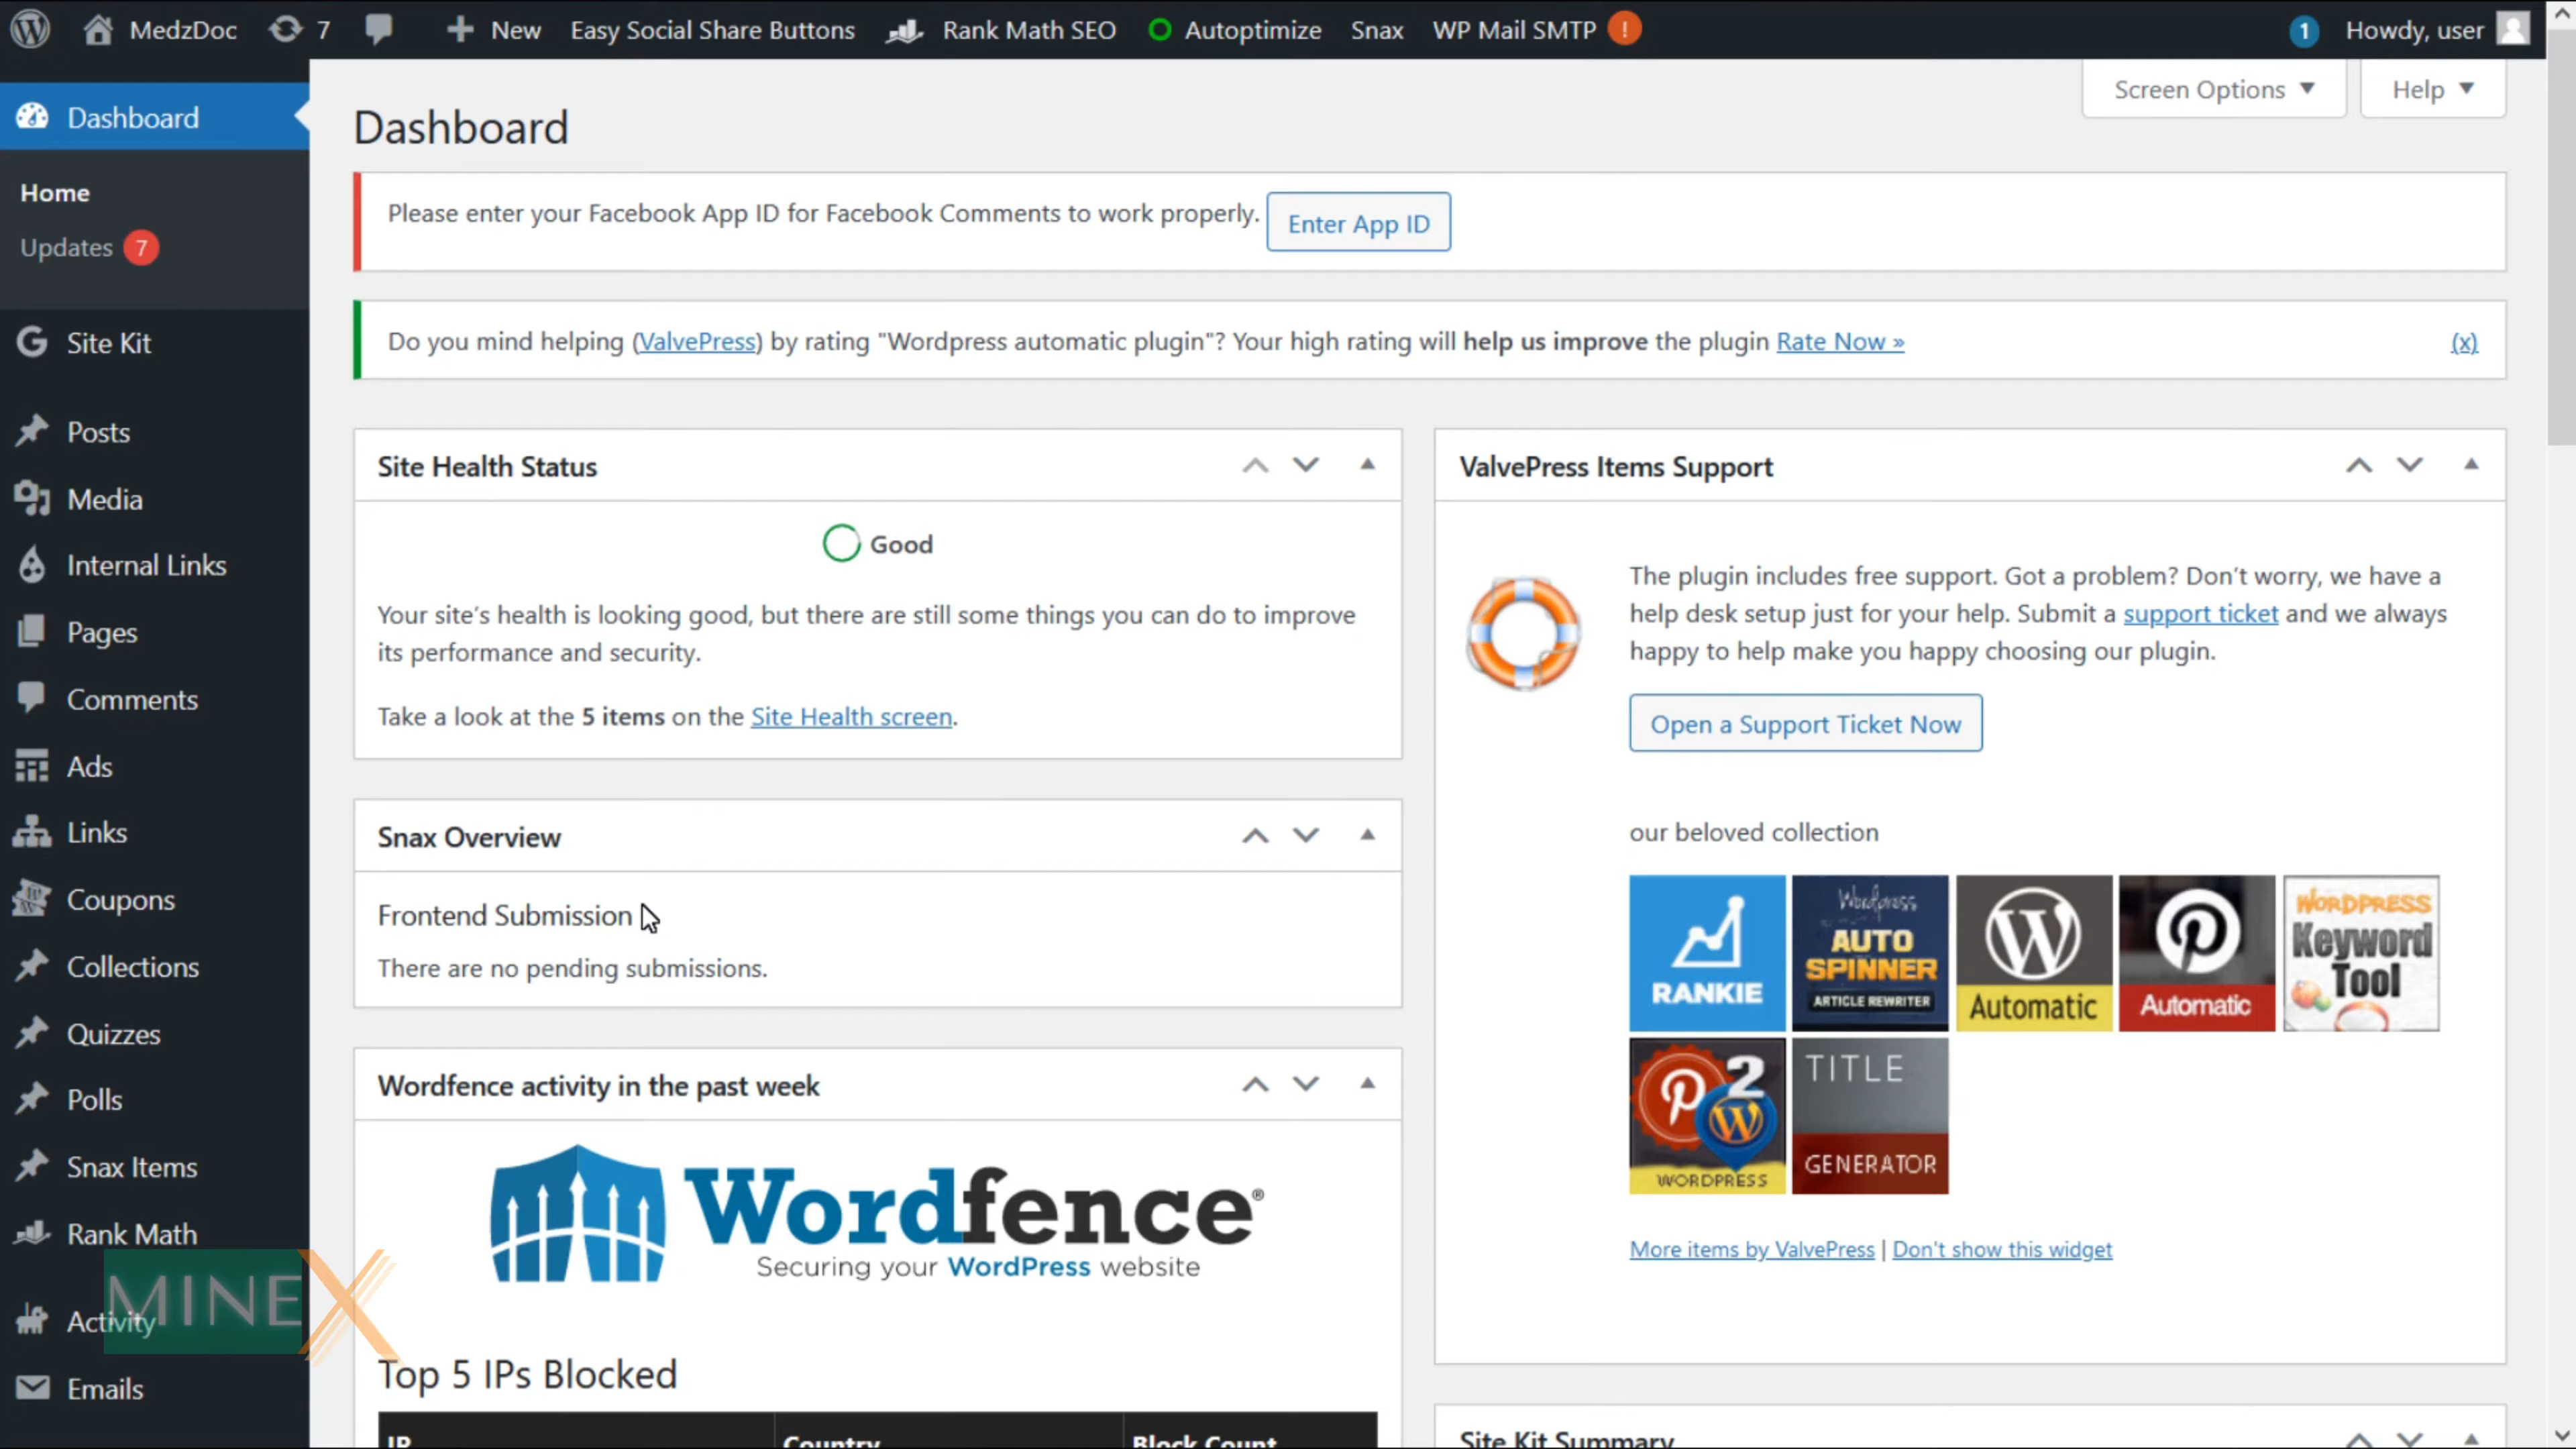 MedzDoc 7 New Easy Social Share Buttons Rank Math SEO Autoptimize Snax WP Mail SMTP ! 1 Howdy, user
Screen Options Help
Dashboard
Home
Updates 7
Site Kit
Posts
Media
Internal Links
Pages
Comments
Ads
Links
Coupons
Collections
Quizzes
Polls
Snax Items
Rank Math
Activity
Emails
MINEX
Dashboard
Please enter your Facebook App ID for Facebook Comments to work properly. Enter App ID
Do you mind helping (ValvePress) by rating "Wordpress automatic plugin"? Your high rating will help us improve the plugin Rate Now » (x)
Site Health Status
Good
Your site's health is looking good, but there are still some things you can do to improve
its performance and security.
Take a look at the 5 items on the Site Health screen.
Snax Overview
Frontend Submission
There are no pending submissions.
Wordfence activity in the past week
Wordfence®
Securing your WordPress website
Top 5 IPs Blocked
IP Country Block Count
ValvePress Items Support
The plugin includes free support. Got a problem? Don't worry, we have a
help desk setup just for your help. Submit a support ticket and we always
happy to help make you happy choosing our plugin.
Open a Support Ticket Now
our beloved collection
RANKIE
Wordpress
AUTO
SPINNER
ARTICLE REWRITER
Automatic
Automatic
WORDPRESS
Keyword
Tool
2
WORDPRESS
TITLE
GENERATOR
More items by ValvePress | Don't show this widget
Site Kit Summary